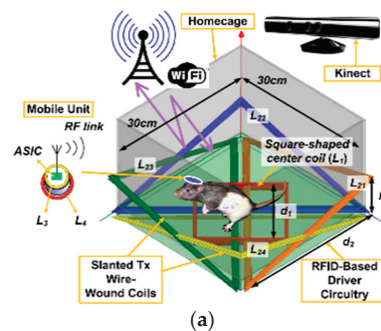 Homecage
Kinect
WiFi
30cm
30cm
Mobile Unit
RF link
ASIC
L22
L23
Square-shaped
center coil (L1)
L21
L3
L4
d1
L24
d2
Slanted Tx
Wire-
Wound Coils
RFID-Based
Driver
Circuitry
(a)